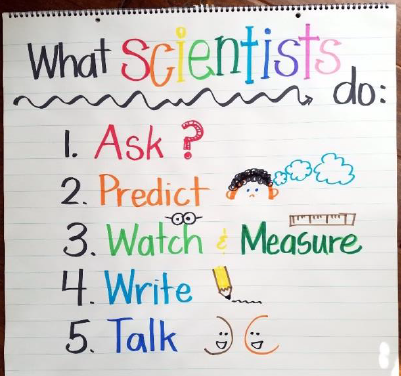 What scientists
do:
1. Ask ?
2. Predict
3. Watch & Measure
4. Write
5. Talk